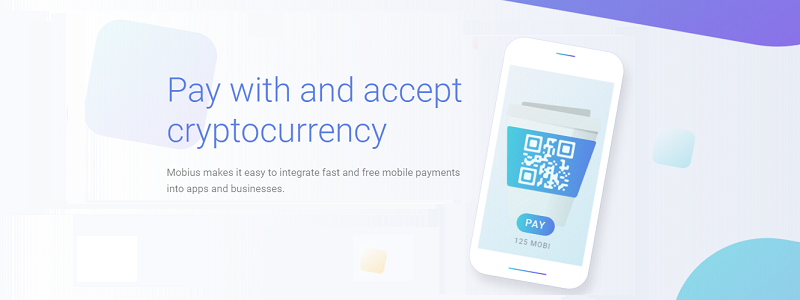 Pay with and accept
cryptocurrency
Mobius makes it easy to integrate fast and free mobile payments
into apps and businesses.
PAY
125 MOBI